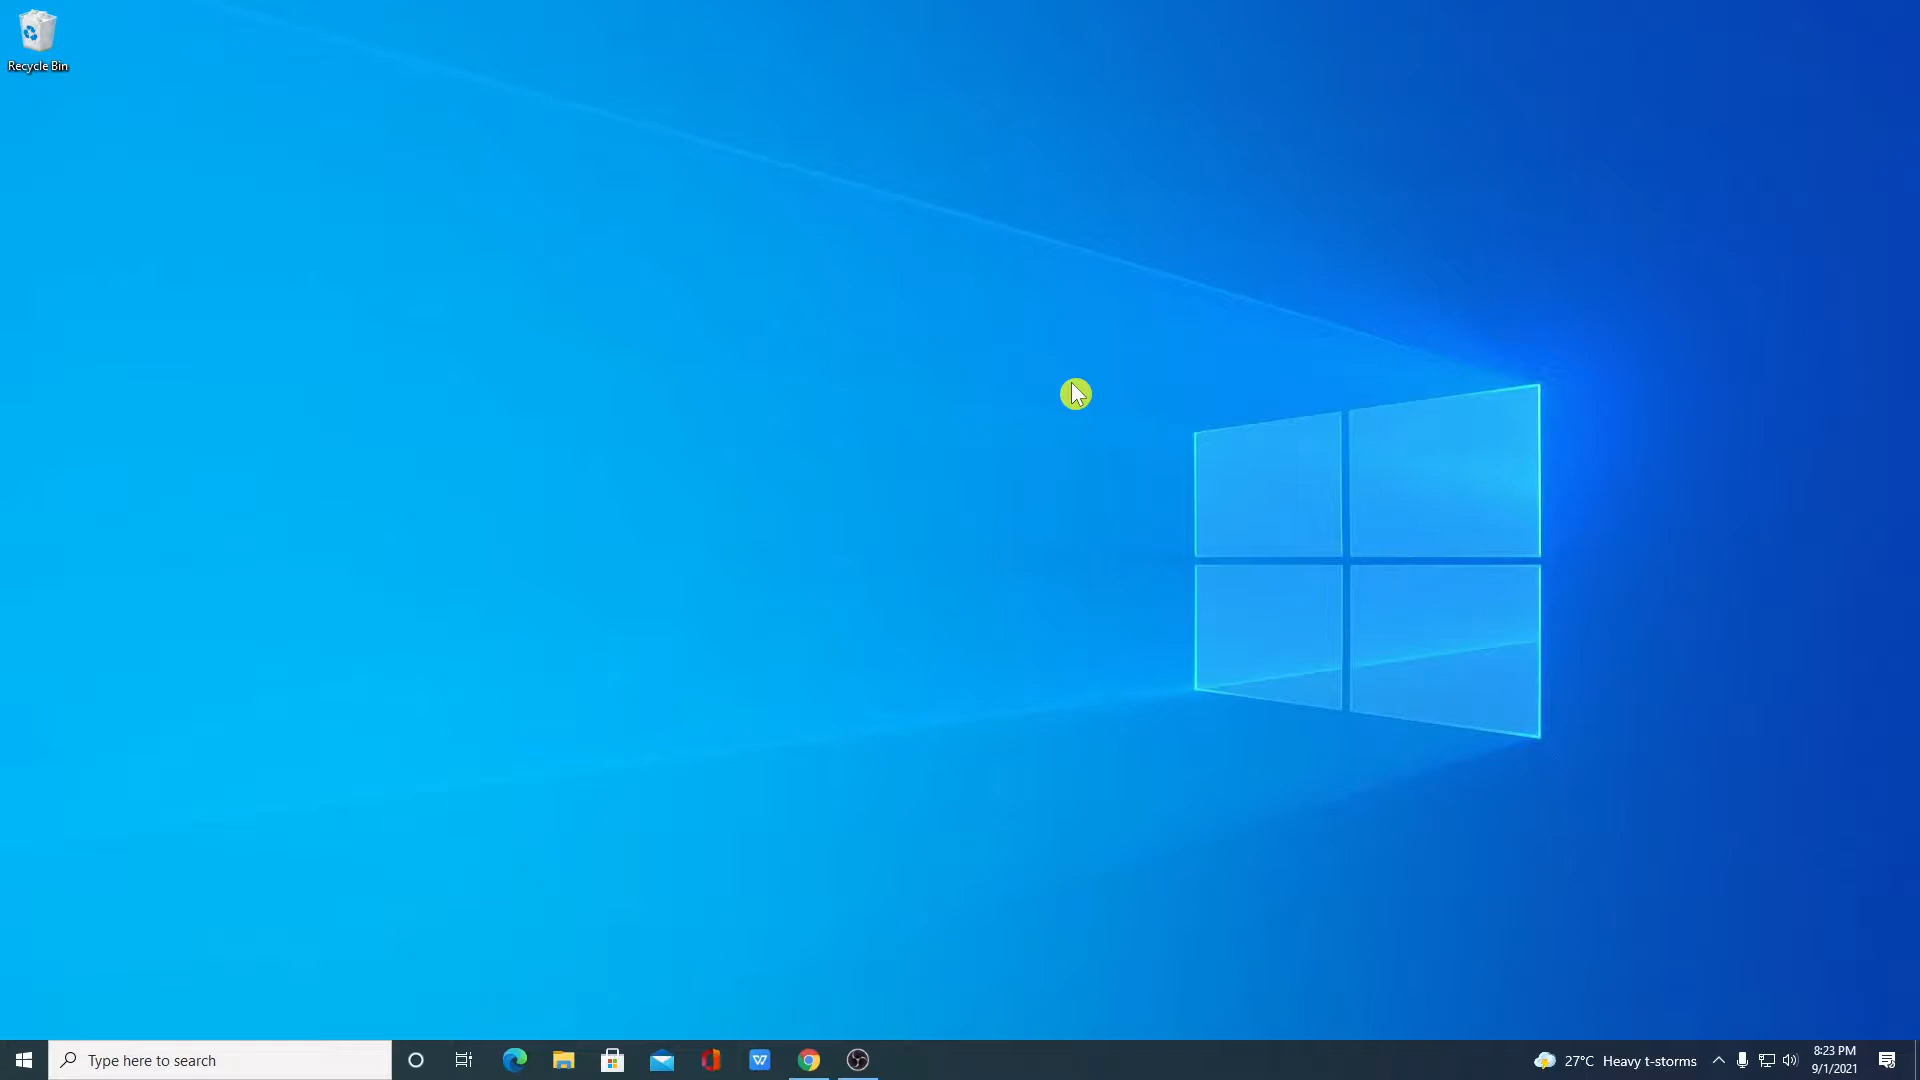 Recycle Bin
Type here to search
27°C Heavy t-storms
8:23 PM
9/1/2021